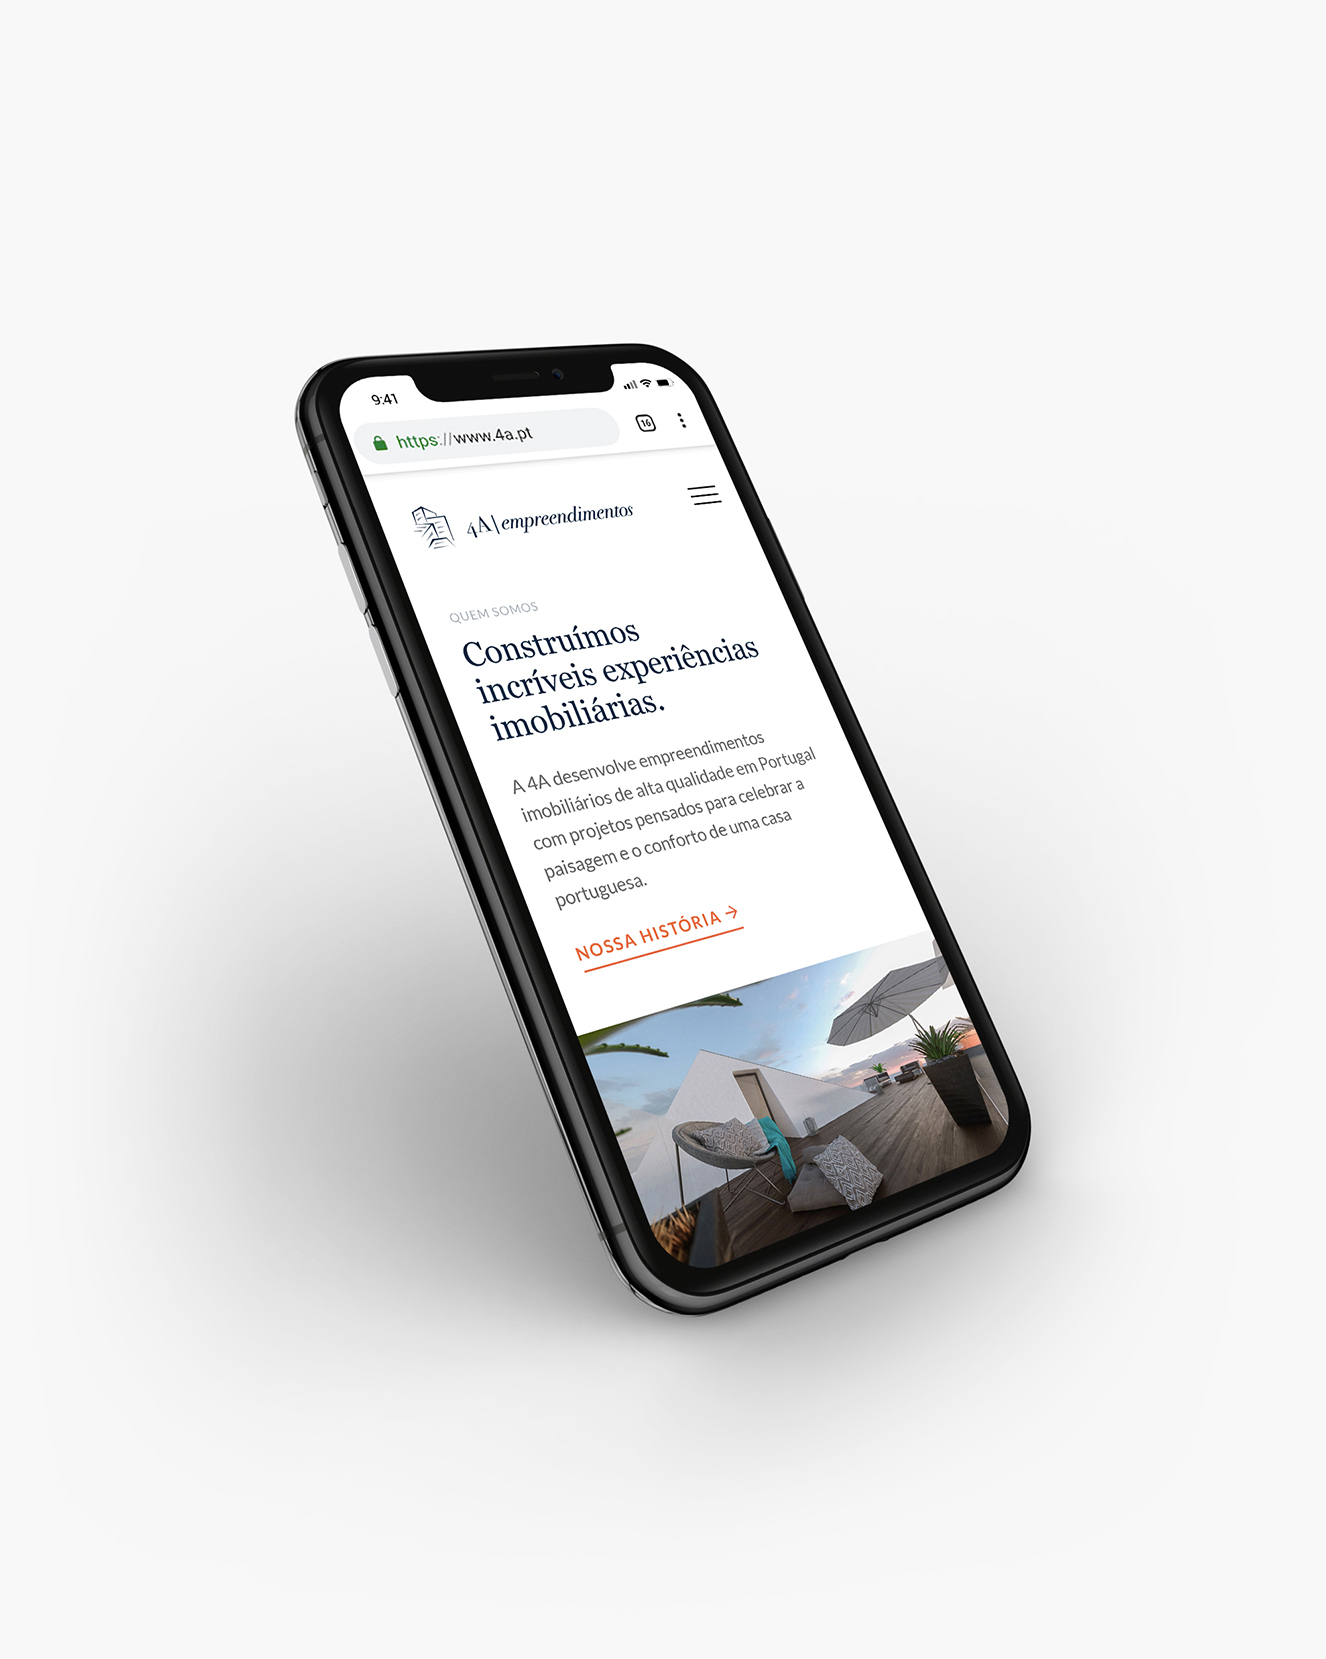 9:41
https://www.4a.pt
16
4A|empreendimentos
QUEM SOMOS
Construímos
incríveis experiências
imobiliárias.
A 4A desenvolve empreendimentos
imobiliários de alta qualidade em Portugal
com projetos pensados para celebrar a
paisagem e o conforto de uma casa
portuguesa.
NOSSA HISTÓRIA →